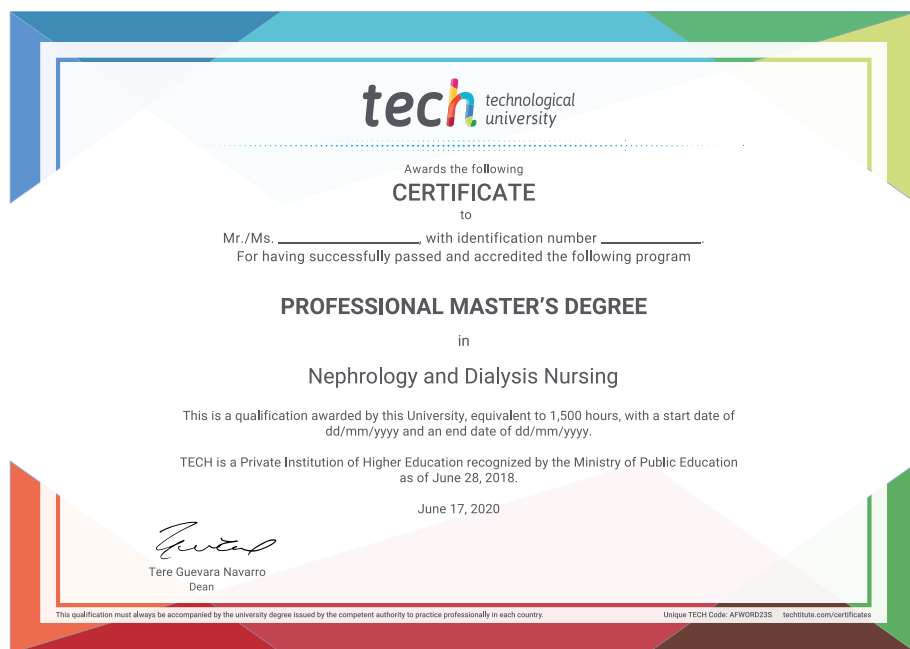 tech technological
university
Awards the following
CERTIFICATE
to
Mr./Ms. ____________________, with identification number ______________.
For having successfully passed and accredited the following program
PROFESSIONAL MASTER'S DEGREE
in
Nephrology and Dialysis Nursing
This is a qualification awarded by this University, equivalent to 1,500 hours, with a start date of
dd/mm/yyyy and an end date of dd/mm/yyyy.
TECH is a Private Institution of Higher Education recognized by the Ministry of Public Education
as of June 28, 2018.
June 17, 2020
Tere Guevara Navarro
Dean
This qualification must always be accompanied by the university degree issued by the competent authority to practice professionally in each country. Unique TECH Code: AFWORD23S techtitute.com/certificates